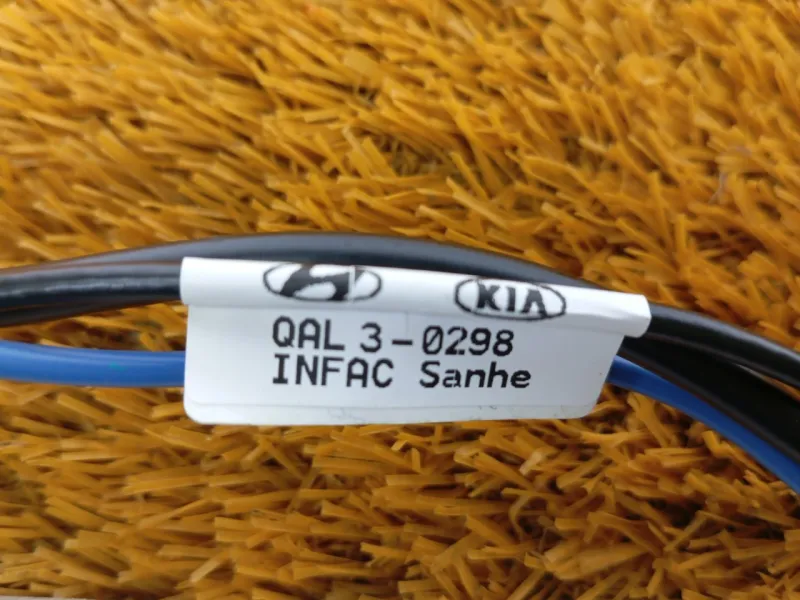 KIA
QAL 3-0298
INFAC Sanhe